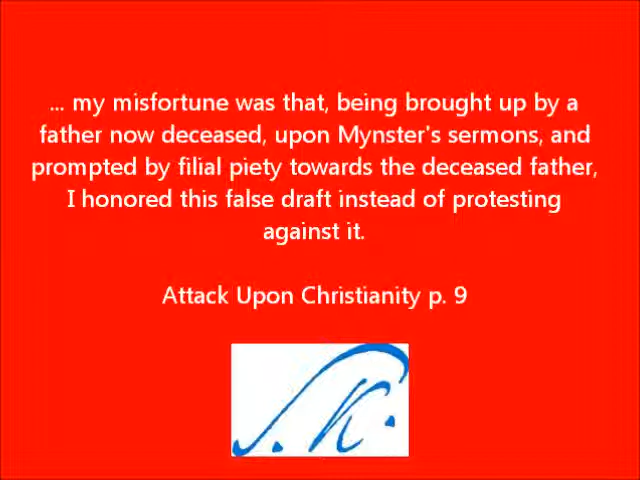 ... my misfortune was that, being brought up by a
father now deceased, upon Mynster's sermons, and
prompted by filial piety towards the deceased father,
I honored this false draft instead of protesting
against it.
Attack Upon Christianity p. 9
S. K.